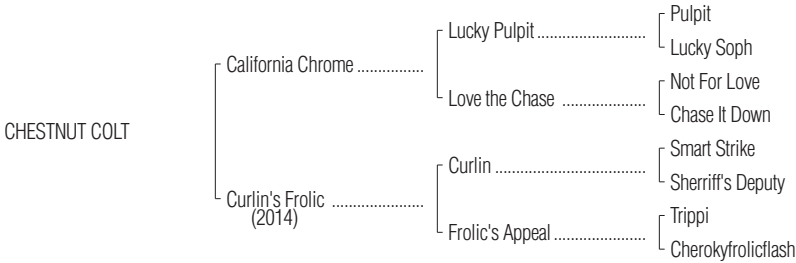 Pulpit
Lucky Pulpit ........................
Lucky Soph
California Chrome ...............
Not For Love
Love the Chase ...................
Chase It Down
CHESTNUT COLT
Smart Strike
Curlin ..................................
Sherriff's Deputy
Curlin's Frolic .....................
(2014)
Trippi
Frolic's Appeal .....................
Cherokyfrolicflash